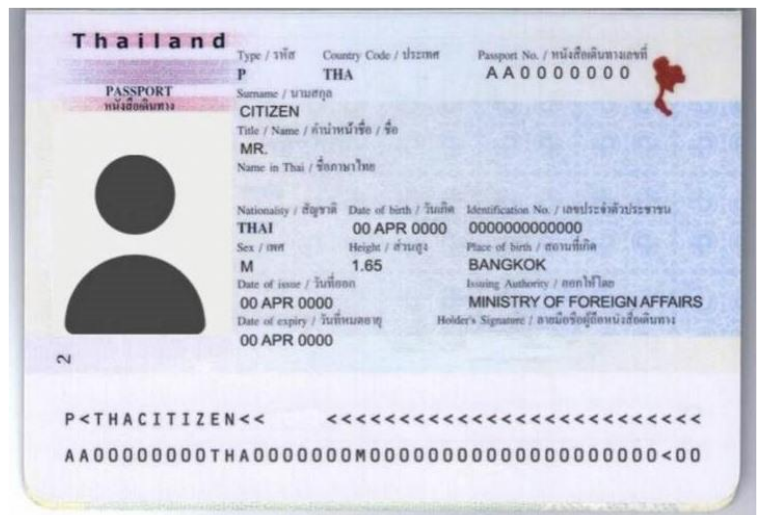 Thailand
PASSPORT
หนังสือเดินทาง
Type / รหัส Country Code / ประเทศ Passport No. / หนังสือเดินทางเลขที่
P THA AA0000000
Surname / นามสกุล
CITIZEN
Title / Name / คำนำหน้าชื่อ / ชื่อ
MR.
Name in Thai / ชื่อภาษาไทย
Nationality / สัญชาติ Date of birth / วันเกิด Identification No. / เลขประจำตัวประชาชน
THAI 00 APR 0000 0000000000000
Sex / เพศ Height / ส่วนสูง Place of birth / สถานที่เกิด
M 1.65 BANGKOK
Date of issue / วันที่ออก Issuing Authority / ออกให้โดย
00 APR 0000 MINISTRY OF FOREIGN AFFAIRS
Date of expiry / วันที่หมดอายุ Holder's Signature / ลายมือชื่อผู้ถือหนังสือเดินทาง
00 APR 0000
2
P<THACITIZEN<< <<<<<<<<<<<<<<<<<<<<<<<<<<
AA00000000THA0000000M00000000000000000000<00